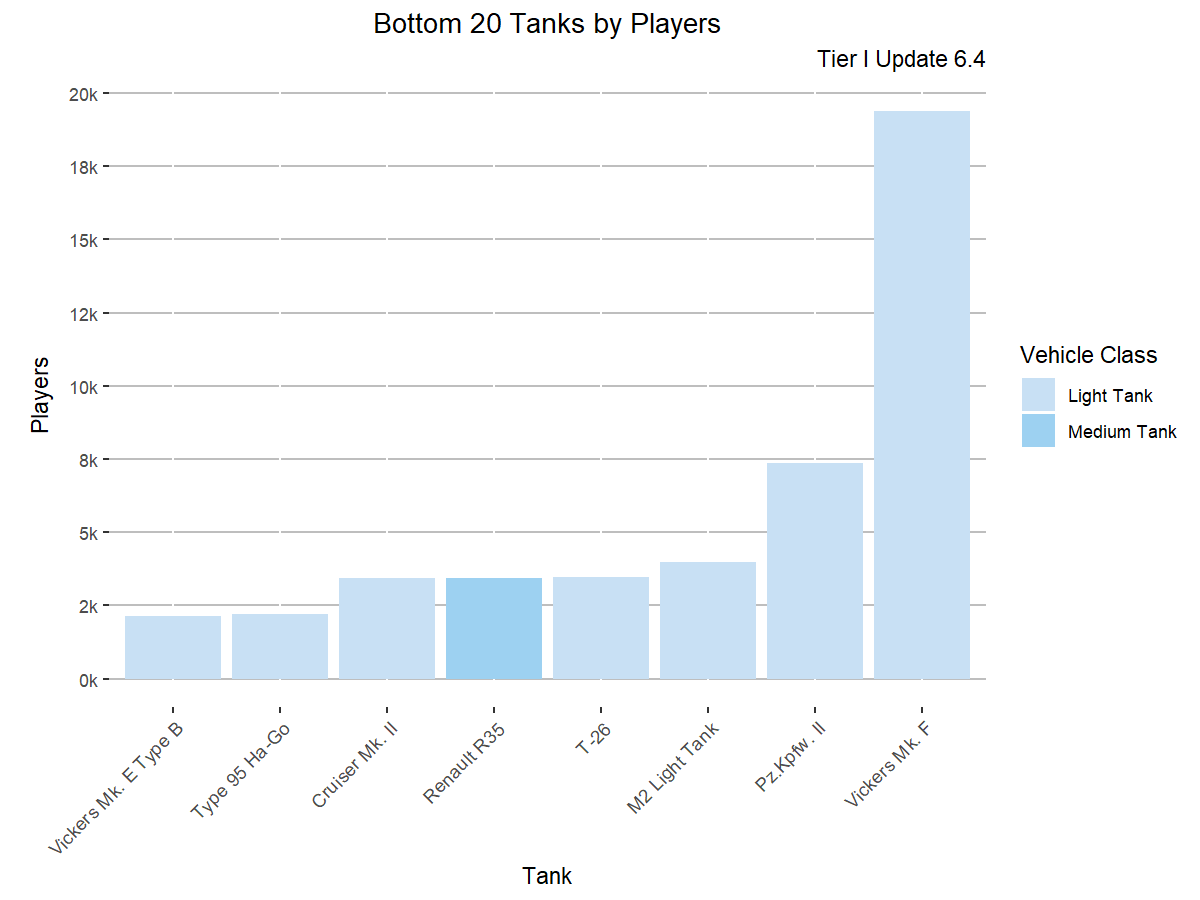 Bottom 20 Tanks by Players
Tier I Update 6.4
Players
20k
18k
15k
12k
10k
8k
5k
2k
0k
Vickers Mk. E Type B
Type 95 Ha-Go
Cruiser Mk. II
Renault R35
T-26
M2 Light Tank
Pz.Kpfw. II
Vickers Mk. F
Tank
Vehicle Class
Light Tank
Medium Tank